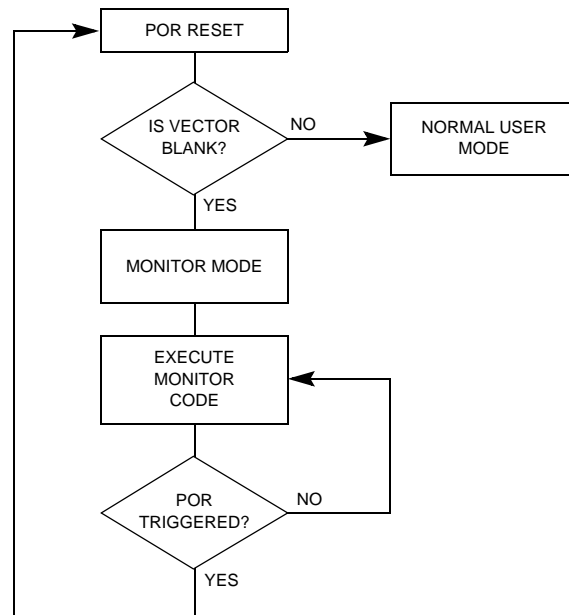 POR RESET
IS VECTOR
BLANK?
NO
NORMAL USER
MODE
YES
MONITOR MODE
EXECUTE
MONITOR
CODE
POR
TRIGGERED?
NO
YES